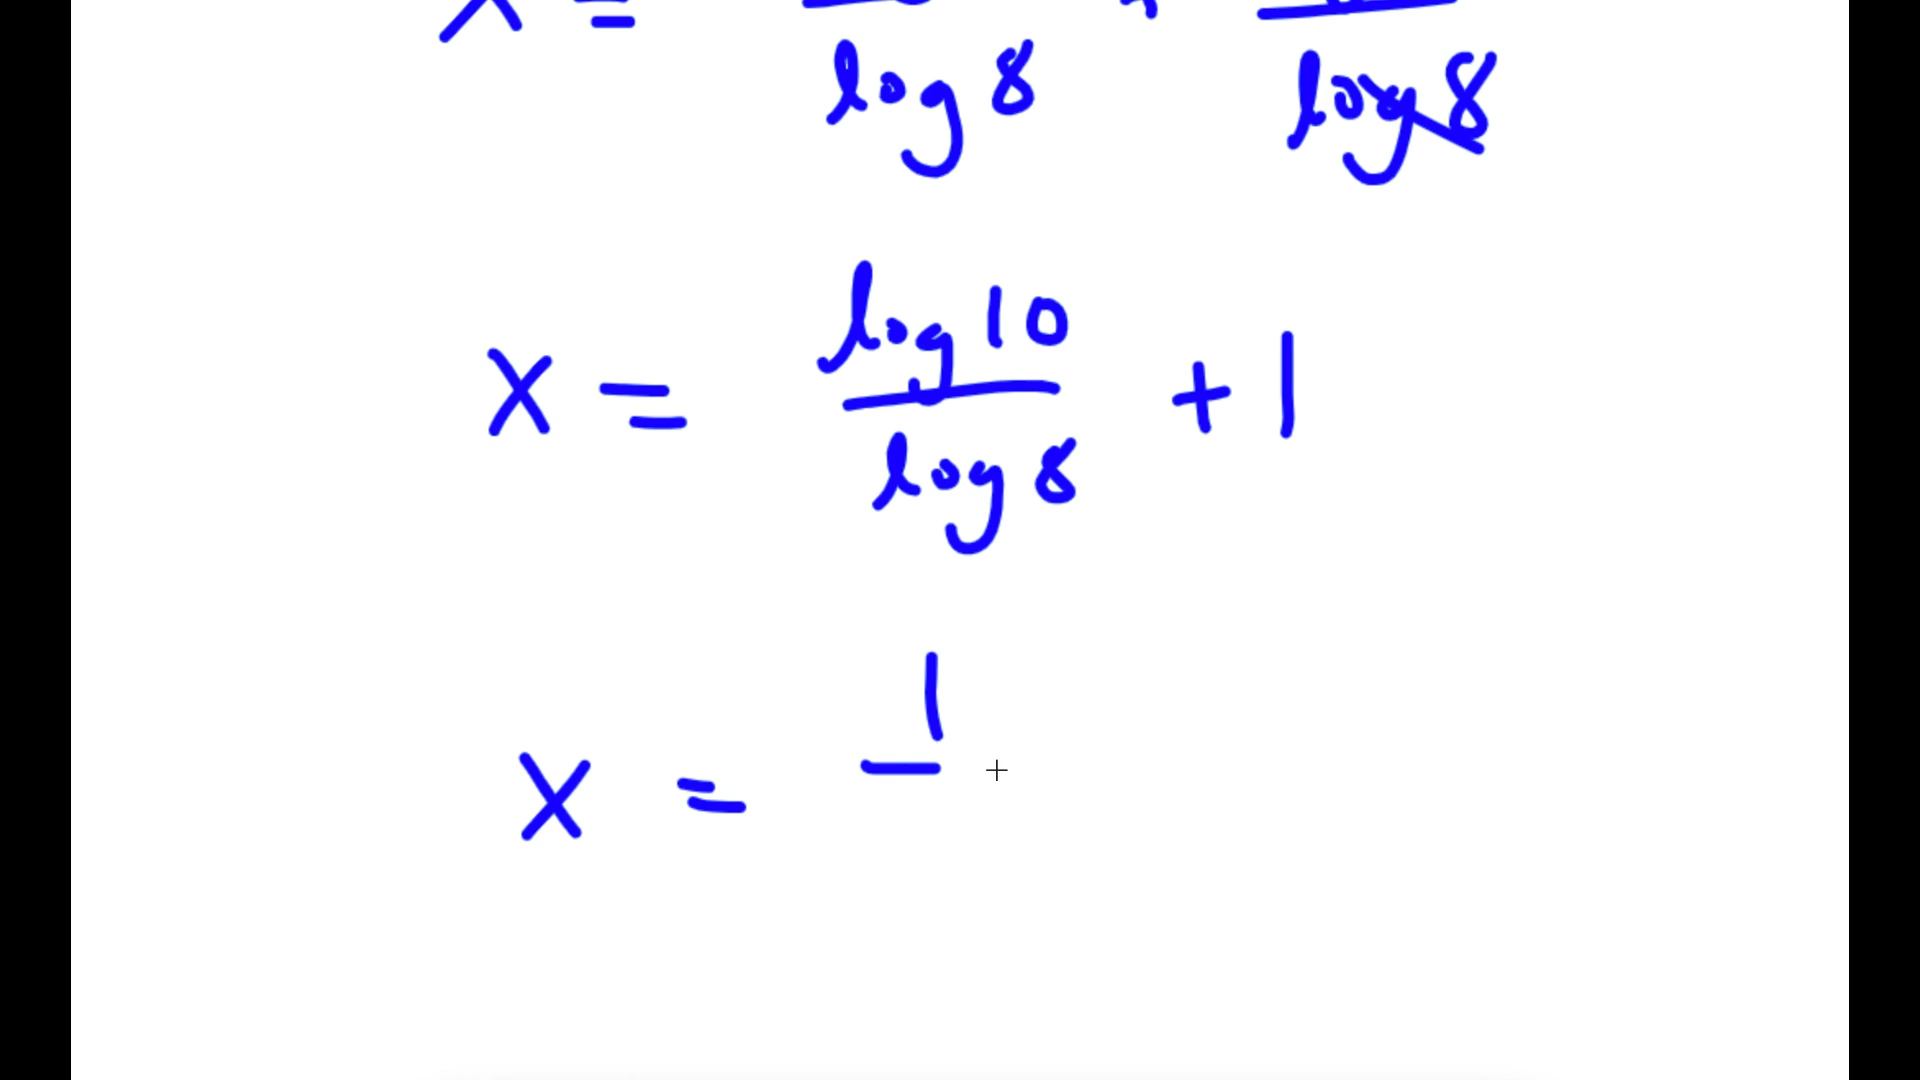 x =
log 8 log 8
x = log 10 / log 8 + 1
x = 1 /